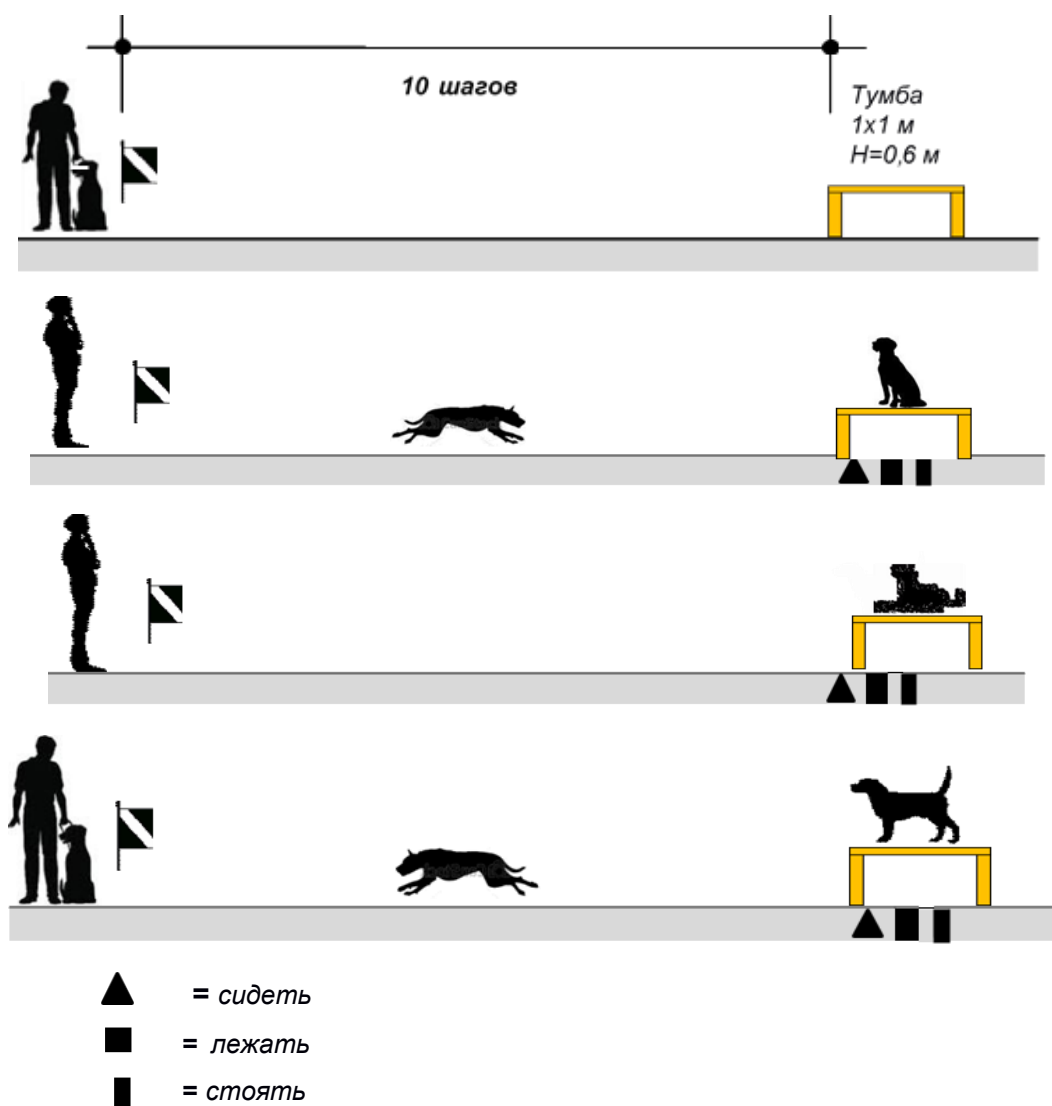 10 шагов
Тумба
1х1 м
Н=0,6 м
= сидеть
= лежать
= стоять